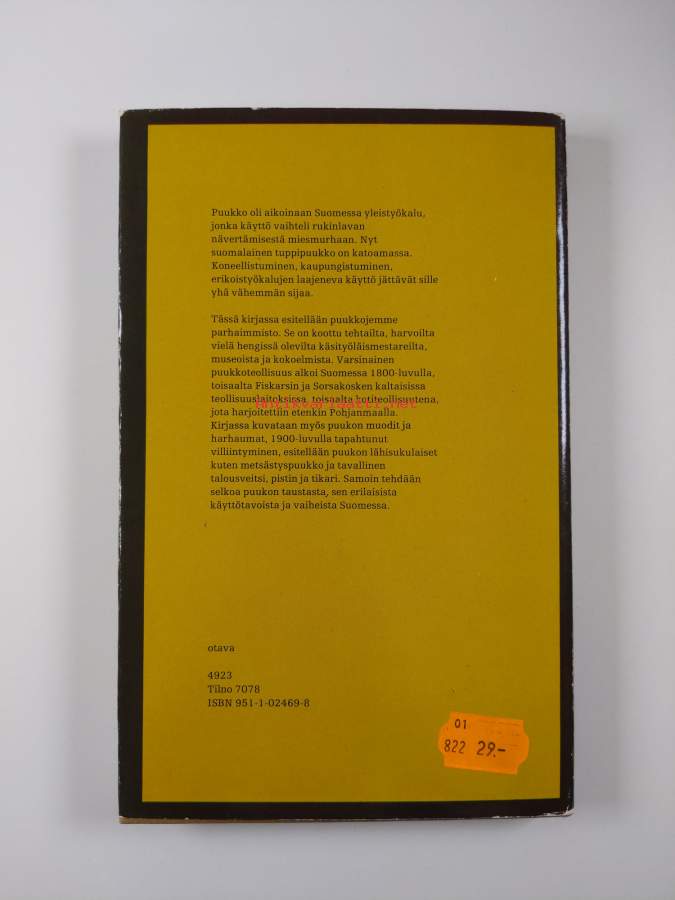 Puukko oli aikoinaan Suomessa yleistyökalu,
jonka käyttö vaihteli rukinlavan
nävertämisestä miesmurhaan. Nyt
suomalainen tuppipuukko on katoamassa.
Koneellistuminen, kaupungistuminen,
erikoistyökalujen laajeneva käyttö jättävät sille
yhä vähemmän sijaa.
Tässä kirjassa esitellään puukkojemme
parhaimmisto. Se on koottu tehtailta, harvoilta
vielä hengissä olevilta käsityöläismestareilta,
museoista ja kokoelmista. Varsinainen
puukkoteollisuus alkoi Suomessa 1800-luvulla,
toisaalta Fiskarsin ja Sorsakosken kaltaisissa
teollisuuslaitoksissa, toisaalta kotiteollisuutena,
antikvariaatti.net
jota harjoitettiin etenkin Pohjanmaalla.
Kirjassa kuvataan myös puukon muodit ja
harhaumat, 1900-luvulla tapahtunut
villiintyminen, esitellään puukon lähisukulaiset
kuten metsästyspuukko ja tavallinen
talousveitsi, pistin ja tikari. Samoin tehdään
selkoa puukon taustasta, sen erilaisista
käyttötavoista ja vaiheista Suomessa.
otava
4923
Tilno 7078
ISBN 951-1-02469-8
01
822 29.-